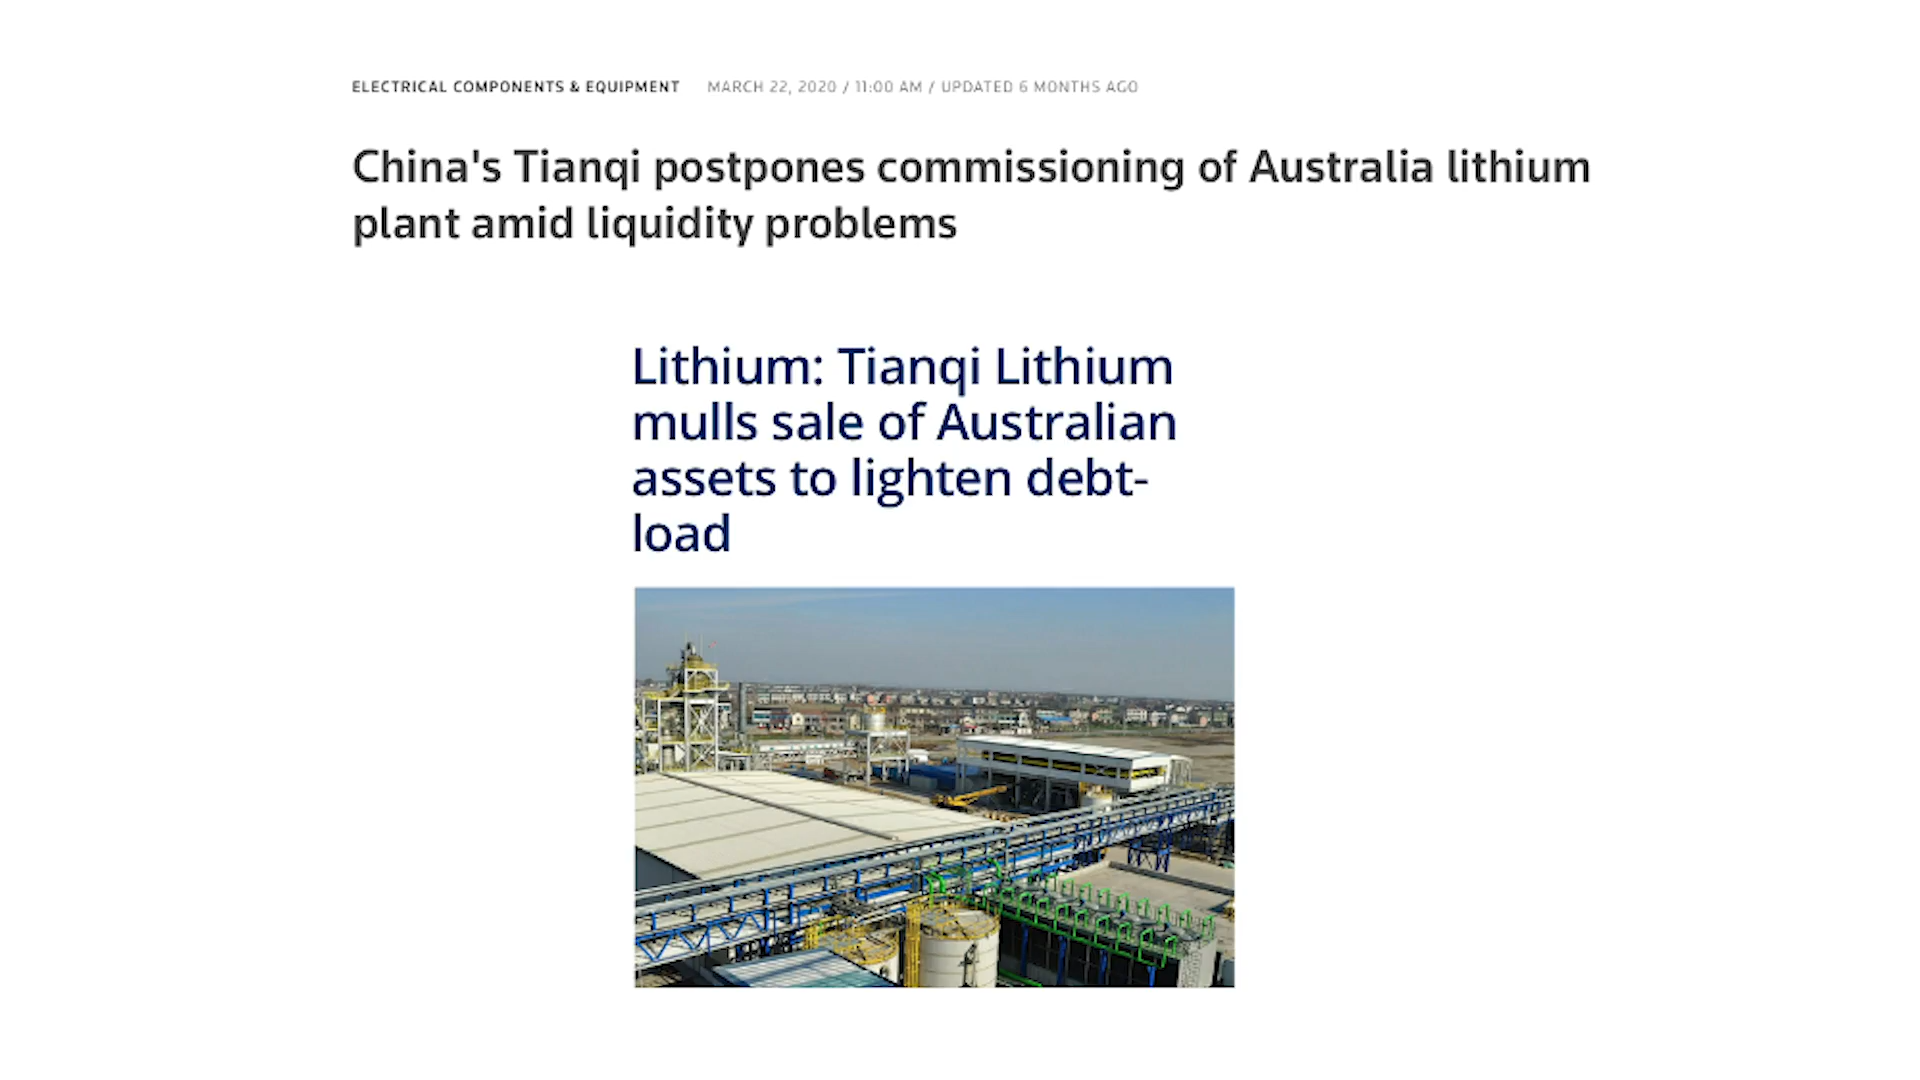 ELECTRICAL COMPONENTS & EQUIPMENT MARCH 22, 2020 / 11:00 AM / UPDATED 6 MONTHS AGO
China's Tianqi postpones commissioning of Australia lithium
plant amid liquidity problems
Lithium: Tianqi Lithium
mulls sale of Australian
assets to lighten debt-
load